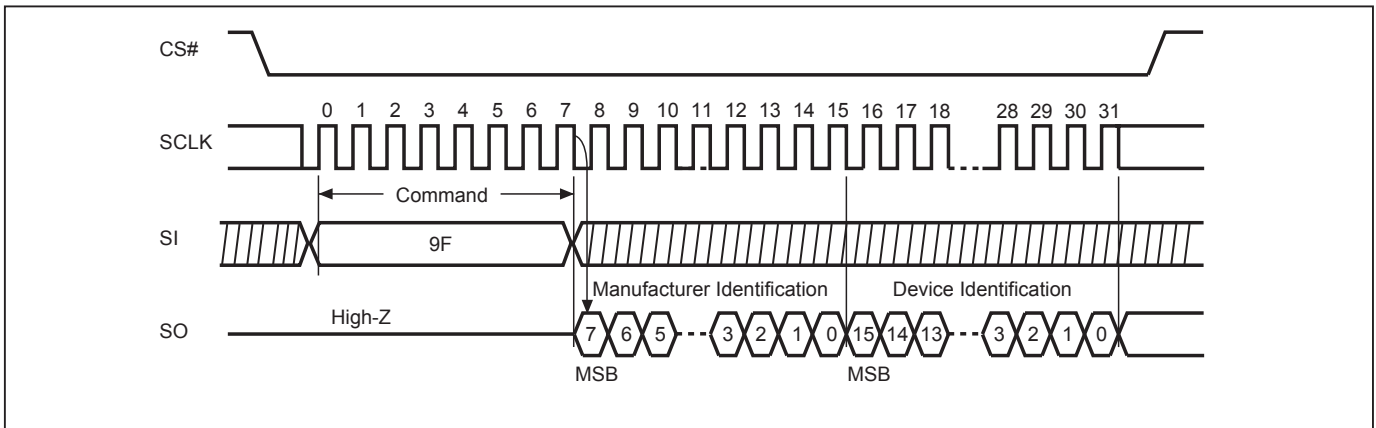 CS#
0 1 2 3 4 5 6 7 8 9 10 11 12 13 14 15 16 17 18 28 29 30 31
SCLK
Command
SI
9F
Manufacturer Identification Device Identification
High-Z
SO
7 6 5 3 2 1 0 15 14 13 3 2 1 0
MSB MSB